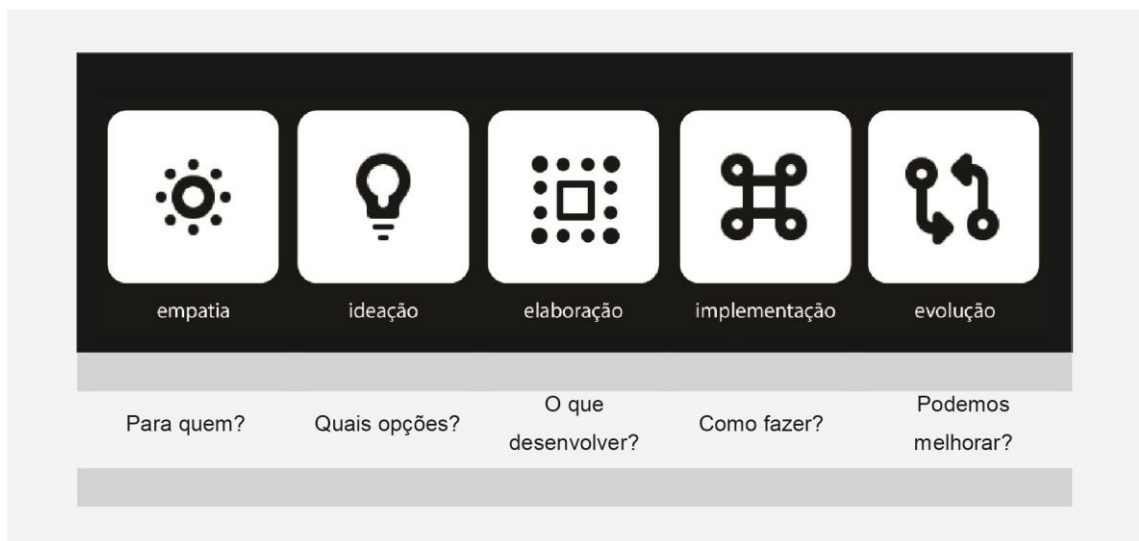 empatia
ideação
elaboração
implementação
evolução
Para quem?
Quais opções?
O que
desenvolver?
Como fazer?
Podemos
melhorar?